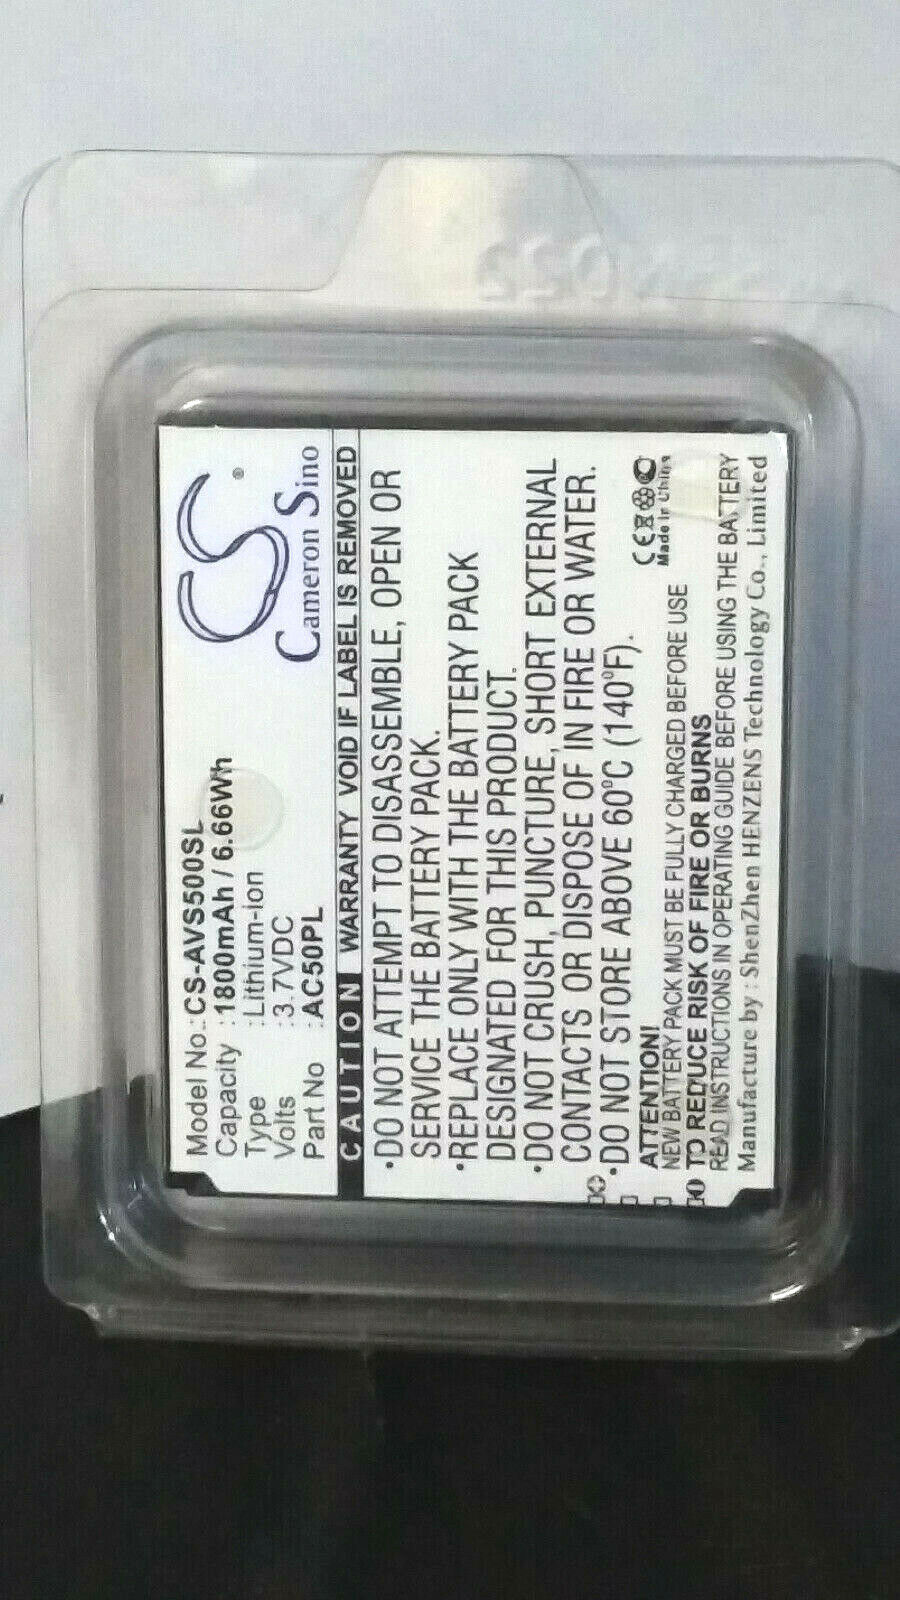 Model No.: CS-AVS500SL
Capacity : 1800mAh / 6.66Wh
Type : Lithium-ion
Volts : 3.7VDC
Part No : AC50PL
CS
Cameron Sino
CAUTION WARRANTY VOID IF LABEL IS REMOVED
·DO NOT ATTEMPT TO DISASSEMBLE, OPEN OR
SERVICE THE BATTERY PACK.
·REPLACE ONLY WITH THE BATTERY PACK
DESIGNATED FOR THIS PRODUCT.
·DO NOT CRUSH, PUNCTURE, SHORT EXTERNAL
CONTACTS OR DISPOSE OF IN FIRE OR WATER.
·DO NOT STORE ABOVE 60°C (140°F).
CE
Made in China
ATTENTION!
NEW BATTERY PACK MUST BE FULLY CHARGED BEFORE USE
TO REDUCE RISK OF FIRE OR BURNS
READ INSTRUCTIONS IN OPERATING GUIDE BEFORE USING THE BATTERY
Manufacture by : ShenZhen HENZENS Technology Co., Limited